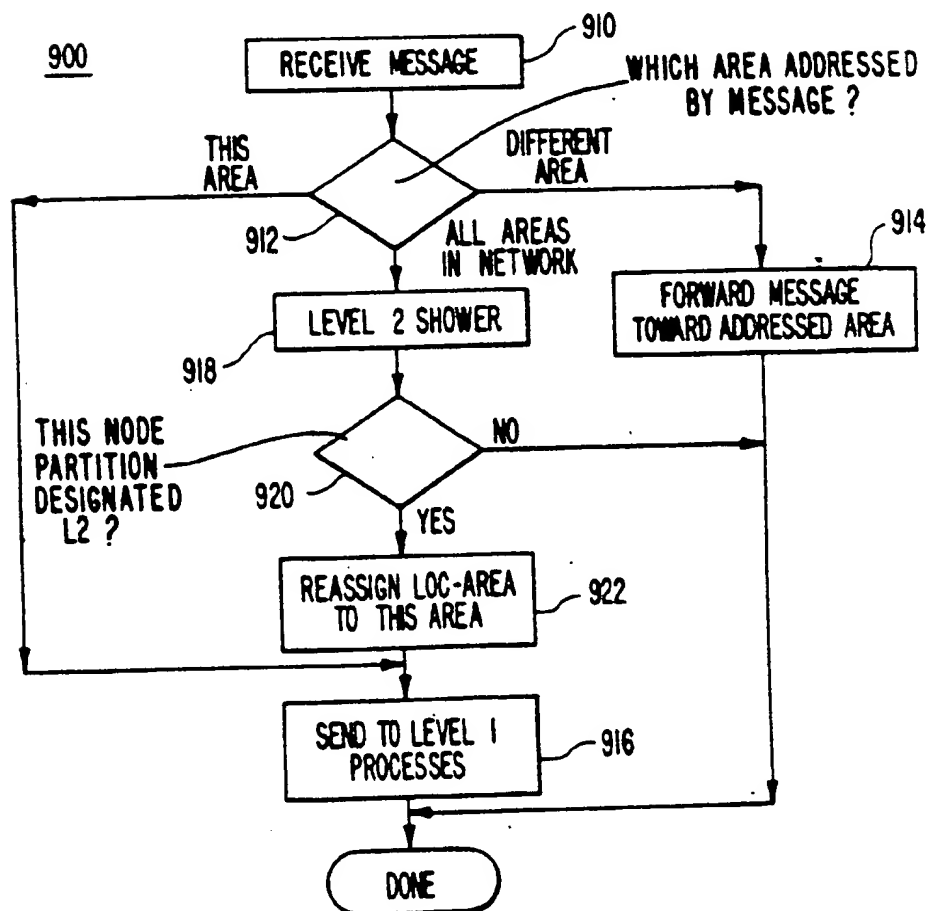 900
910
RECEIVE MESSAGE
WHICH AREA ADDRESSED
BY MESSAGE?
THIS
AREA
DIFFERENT
AREA
912
ALL AREAS
IN NETWORK
914
FORWARD MESSAGE
TOWARD ADDRESSED AREA
LEVEL 2 SHOWER
918
THIS NODE
PARTITION
DESIGNATED
L2?
NO
920
YES
REASSIGN LOC-AREA
TO THIS AREA
922
SEND TO LEVEL 1
PROCESSES
916
DONE